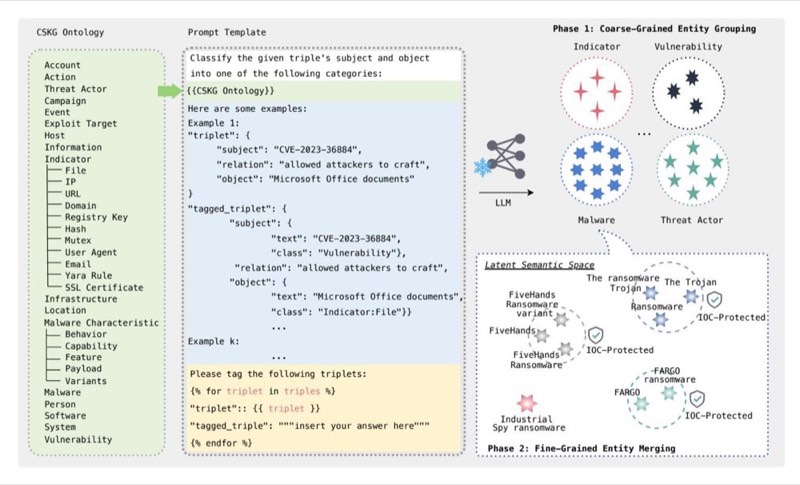 CSKG Ontology
Account
Action
Threat Actor
Campaign
Event
Exploit Target
Host
Information
Indicator
File
IP
URL
Domain
Registry Key
Hash
Mutex
User Agent
Email
Yara Rule
SSL Certificate
Infrastructure
Location
Malware Characteristic
Behavior
Capability
Feature
Payload
Variants
Malware
Person
Software
System
Vulnerability
Prompt Template
Classify the given triple's subject and object
into one of the following categories:
{{CSKG Ontology}}
Here are some examples:
Example 1:
"triplet": {
"subject": "CVE-2023-36884",
"relation": "allowed attackers to craft",
"object": "Microsoft Office documents"
}
"tagged_triplet": {
"subject": {
"text": "CVE-2023-36884",
"class": "Vulnerability"},
"relation": "allowed attackers to craft",
"object": {
"text": "Microsoft Office documents",
"class": "Indicator:File"}}
...
Example k:
...
Please tag the following triplets:
{% for triplet in triples %}
"triplet":: {{ triplet }}
"tagged_triple": """insert your answer here"""
{% endfor %}
LLM
Phase 1: Coarse-Grained Entity Grouping
Indicator
Vulnerability
...
Malware
Threat Actor
Latent Semantic Space
The ransomware
Trojan
The Trojan
Ransomware
IOC-Protected
FiveHands
Ransomware
variant
FiveHands
FiveHands
Ransomware
IOC-Protected
FARGO
ransomware
FARGO
IOC-Protected
Industrial
Spy ransomware
Phase 2: Fine-Grained Entity Merging